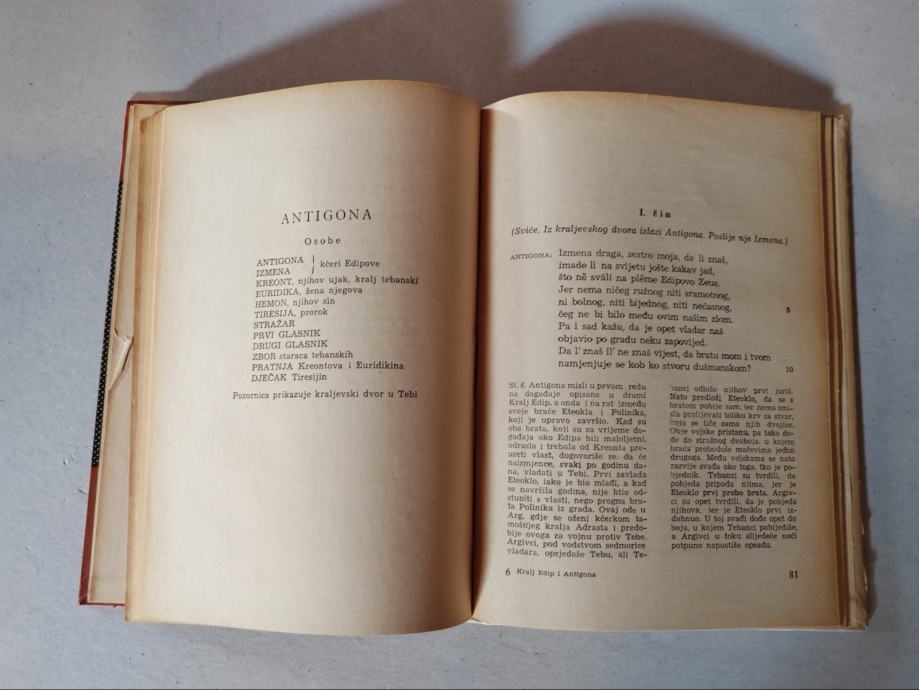 ANTIGONA
Osobe
ANTIGONA } kćeri Edipove
IZMENA
KREONT, njihov ujak, kralj tebanski
EURIDIKA, žena njegova
HEMON, njihov sin
TIRESIJA, prorok
STRAŽAR
PRVI GLASNIK
DRUGI GLASNIK
ZBOR staraca tebanskih
PRATNJA Kreontova i Euridikina
DJEČAK Tiresijin
Pozornica prikazuje kraljevski dvor u Tebi
I. čin
(Sviće. Iz kraljevskog dvora izlazi Antigona. Poslije nje Izmena.)
ANTIGONA: Izmena draga, sestro moja, da li znaš,
imade li na svijetu jošte kakav jad,
što nȅ svali na plȇme Edipovo Zeus.
Jer nema ničeg ružnog niti sramotnog,
ni bolnog, niti bijednog, niti nečasnog, 5
čeg ne bi bilo među ovim našim zlom.
Pa i sad kažu, da je opet vladar naš
objavio po gradu neku zapovijed.
Da l' znaš il' ne znaš vijest, da bratu mom i tvom
namjenjuje se kob ko stvoru dušmanskom? 10
St. 6. Antigona misli u prvom redu
na događaje opisane u drami
Kralj Edip, a onda i na rat između
svoje braće Eteokla i Polinika,
koji je upravo završio. Kad su
oba brata, koji su za vrijeme do-
gađaja oko Edipa bili maloljetni,
odrasla i trebala od Kreonta pre-
uzeti vlast, dogovoriše se, da će
naizmjence, svaki po godinu da-
na, vladati u Tebi. Prvi zavlada
Eteoklo, iako je bio mlađi, a kad
se navršila godina, nije htio od-
stupiti s vlasti, nego progna bra-
ta Polinika iz grada. Ovaj ode u
Arg, gdje se oženi kćerkom ta-
mošnjeg kralja Adrasta i predo-
bije ovoga za vojnu protiv Tebe.
Argivci, pod vodstvom sedmorice
vladara, opsjedoše Tebu, ali Te-
banci odbiše njihov prvi juriš.
Nato predloži Eteoklo, da se s
bratom pobije sam, jer nema smi-
sla prolijevati toliku krv za stvar,
koja se tiče samo njih dvojice.
Obje vojske pristanu, pa tako do-
đe do strašnog dvoboja, u kojem
braća probodoše mačevima jedan
drugoga. Među vojskama se nato
razvije svađa oko toga, tko je po-
bjednik. Tebanci su tvrdili, da
pobjeda pripada njima, jer je
Eteoklo prvi probo brata. Argiv-
ci su opet tvrdili, da je pobjeda
njihova, jer je Eteoklo prvi iz-
dahnuo. U toj svađi dođe opet do
boja, u kojem Tebanci pobijediše,
a Argivci u toku slijedeće noći
potpuno napustiše opsadu.
6 Kralj Edip i Antigona
81